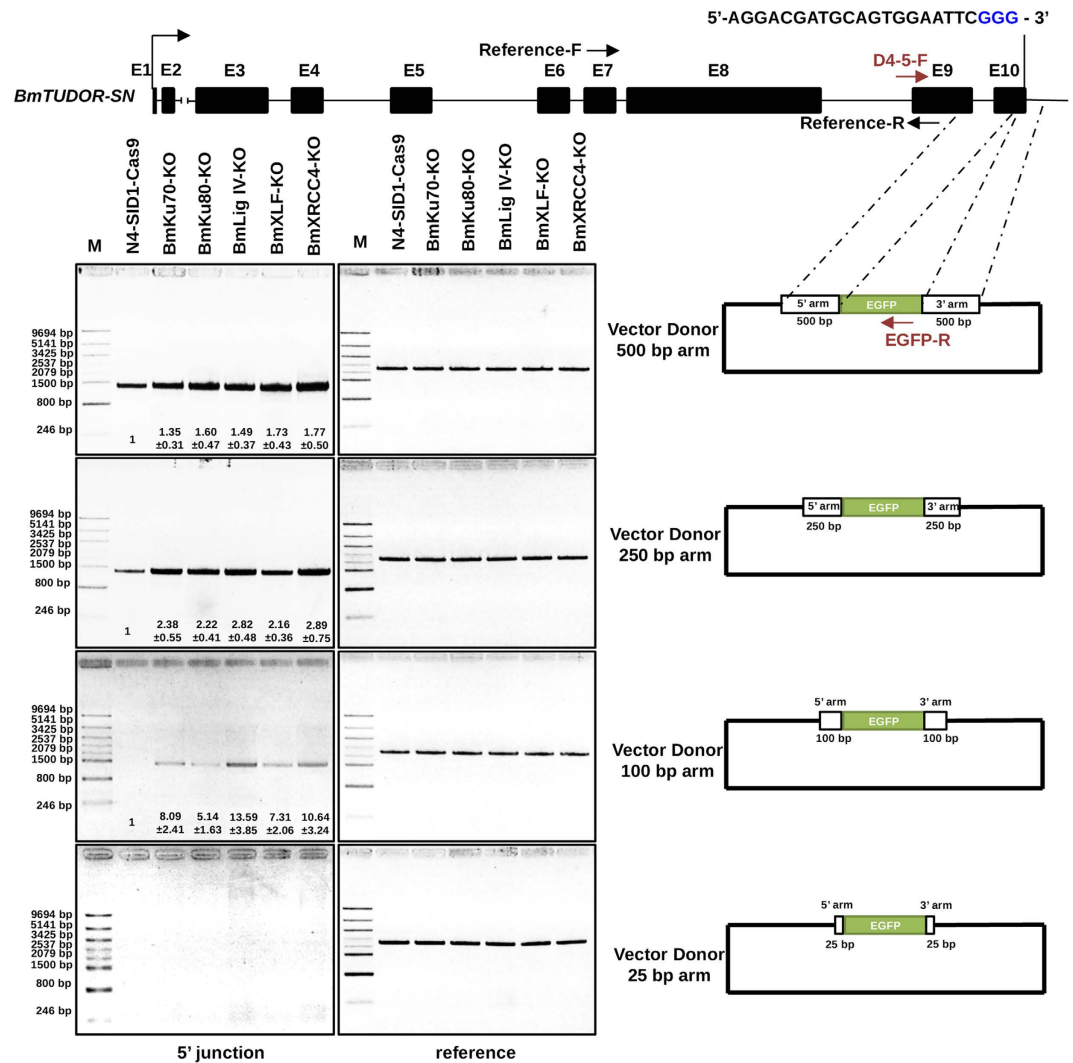 5'-AGGACGATGCAGTGGAATTCGGG - 3'
Reference-F
D4-5-F
E1 E2 E3 E4 E5 E6 E7 E8 E9 E10
BmTUDOR-SN
Reference-R
M N4-SID1-Cas9 BmKu70-KO BmKu80-KO BmLig IV-KO BmXLF-KO BmXRCC4-KO
M N4-SID1-Cas9 BmKu70-KO BmKu80-KO BmLig IV-KO BmXLF-KO BmXRCC4-KO
9694 bp
5141 bp
3425 bp
2537 bp
2079 bp
1500 bp
800 bp
246 bp
1 1.35 1.60 1.49 1.73 1.77
±0.31 ±0.47 ±0.37 ±0.43 ±0.50
Vector Donor
500 bp arm
5' arm EGFP 3' arm
500 bp 500 bp
EGFP-R
9694 bp
5141 bp
3425 bp
2537 bp
2079 bp
1500 bp
800 bp
246 bp
1 2.38 2.22 2.82 2.16 2.89
±0.55 ±0.41 ±0.48 ±0.36 ±0.75
Vector Donor
250 bp arm
5' arm EGFP 3' arm
250 bp 250 bp
9694 bp
5141 bp
3425 bp
2537 bp
2079 bp
1500 bp
800 bp
246 bp
1 8.09 5.14 13.59 7.31 10.64
±2.41 ±1.63 ±3.85 ±2.06 ±3.24
Vector Donor
100 bp arm
5' arm 3' arm
EGFP
100 bp 100 bp
9694 bp
5141 bp
3425 bp
2537 bp
2079 bp
1500 bp
800 bp
246 bp
Vector Donor
25 bp arm
5' arm 3' arm
EGFP
25 bp 25 bp
5' junction
reference